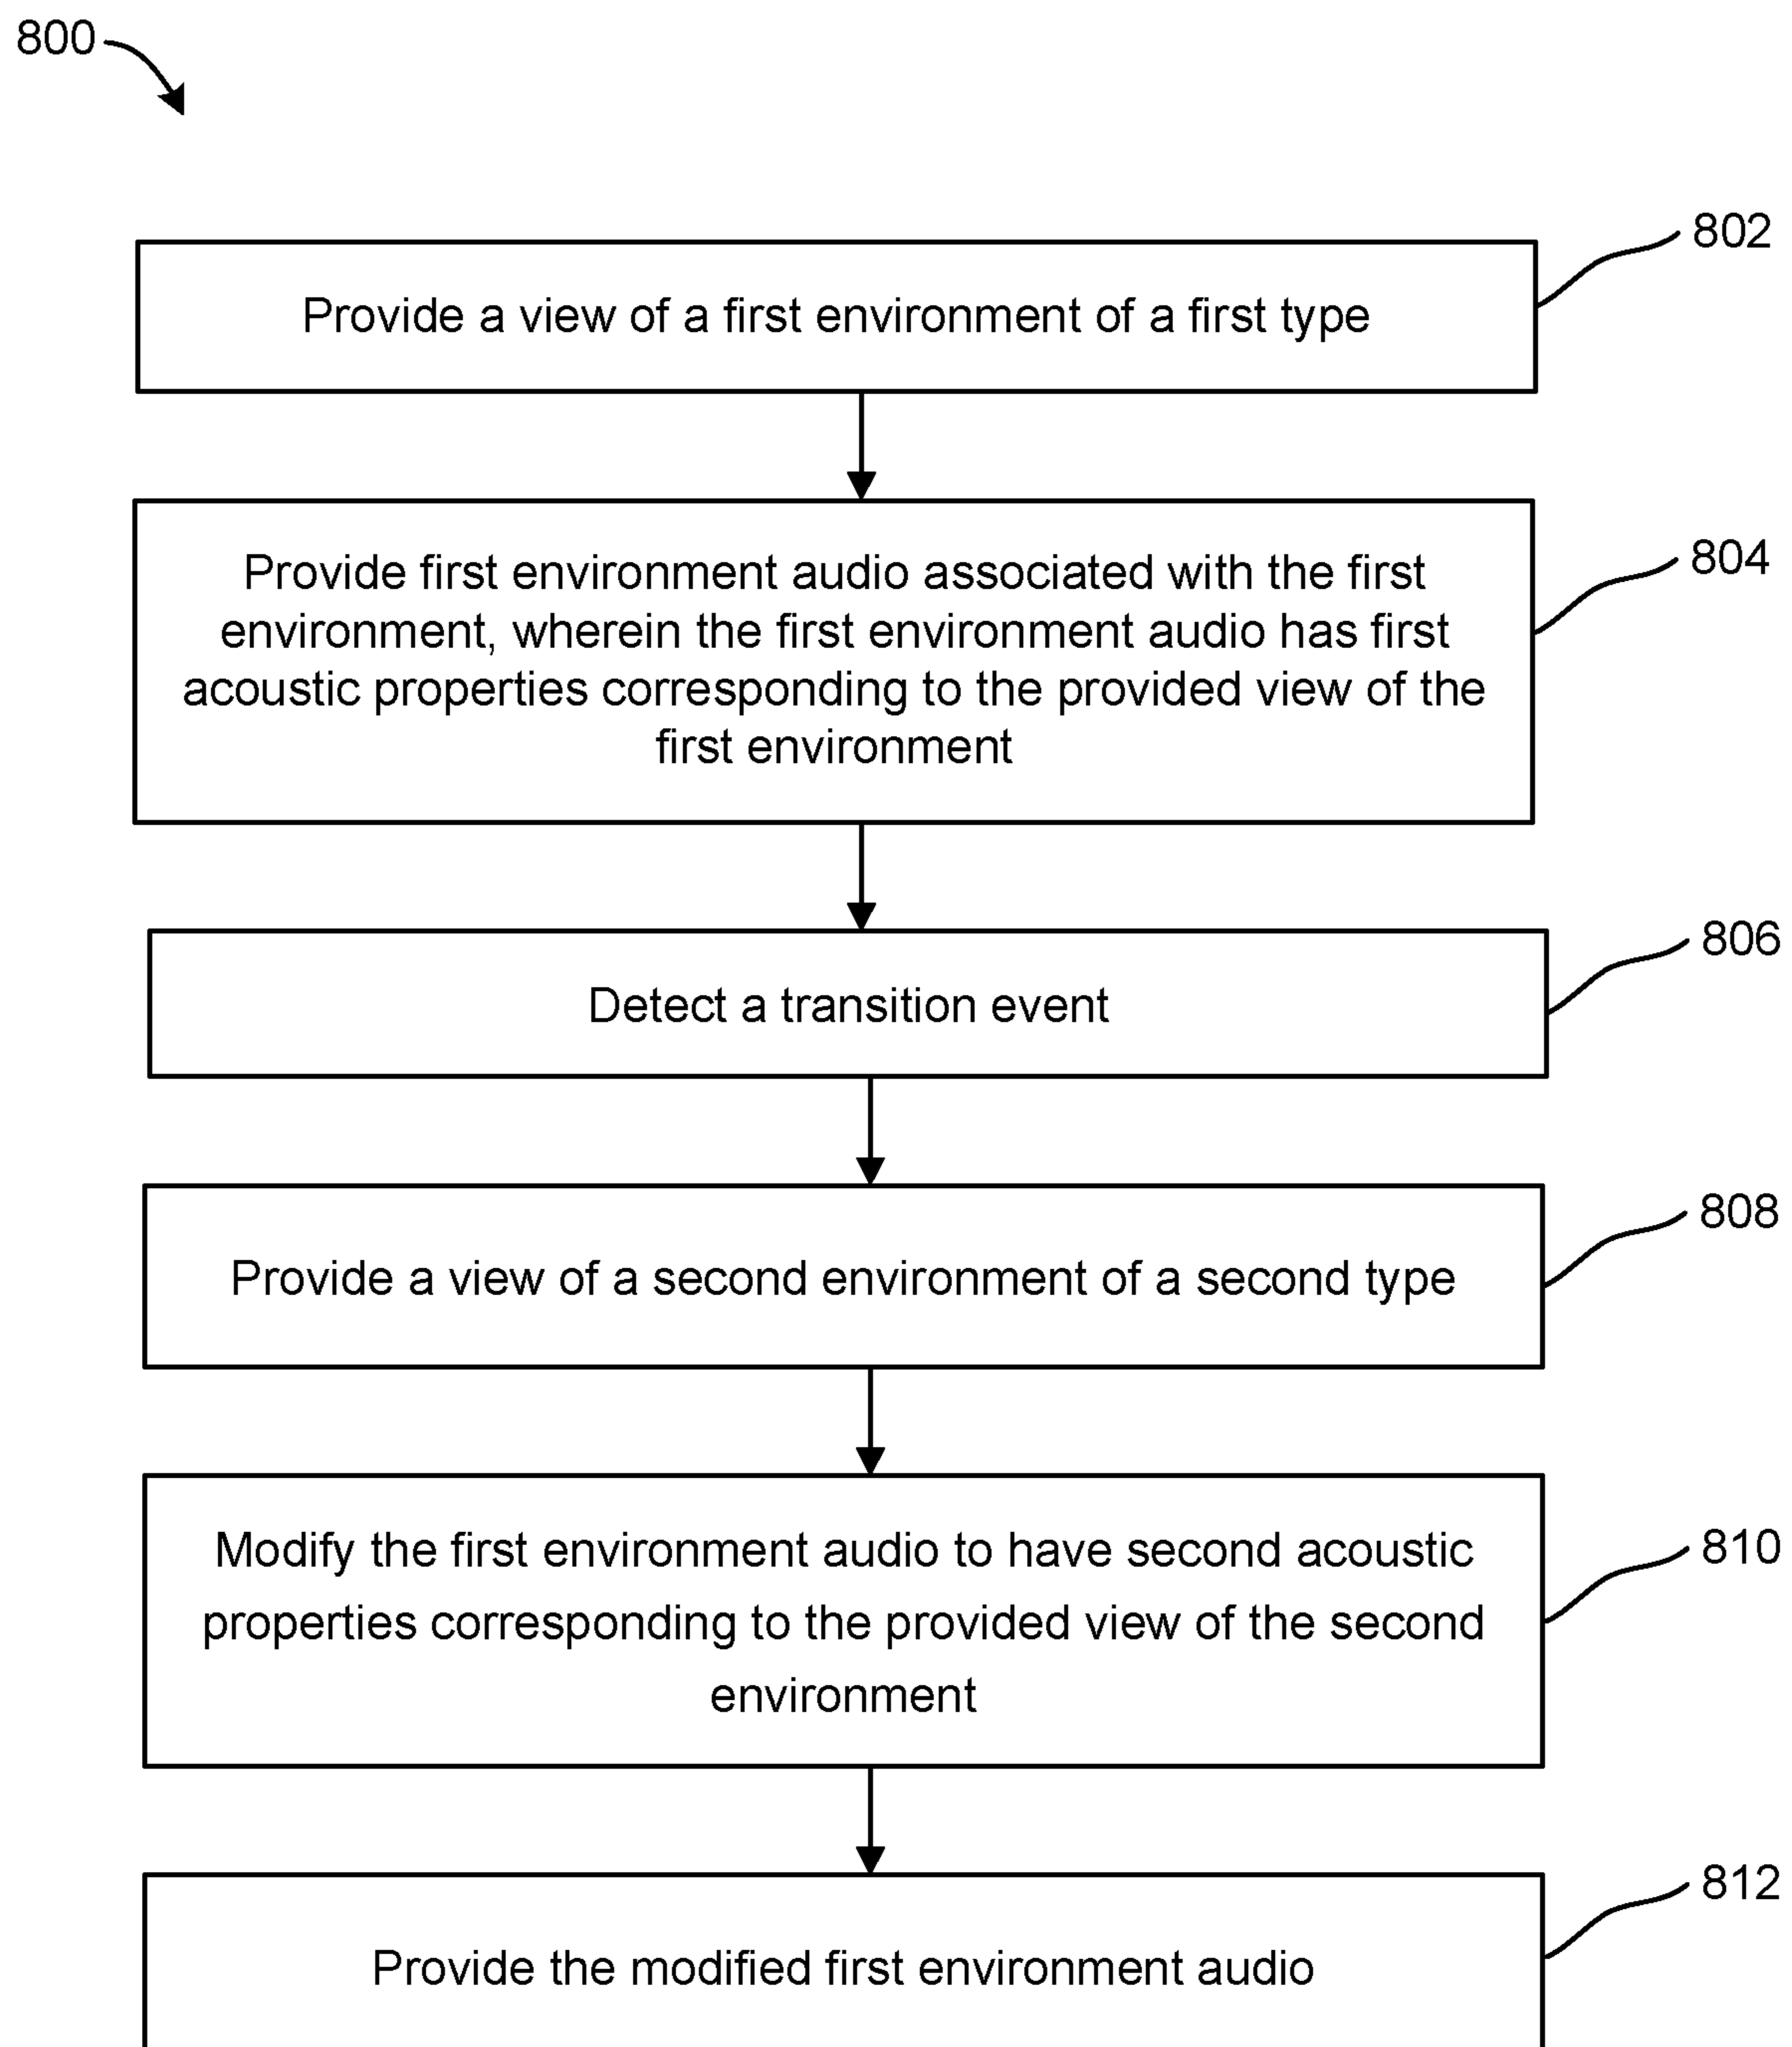 800
802
Provide a view of a first environment of a first type
804
Provide first environment audio associated with the first
environment, wherein the first environment audio has first
acoustic properties corresponding to the provided view of the
first environment
806
Detect a transition event
808
Provide a view of a second environment of a second type
810
Modify the first environment audio to have second acoustic
properties corresponding to the provided view of the second
environment
812
Provide the modified first environment audio